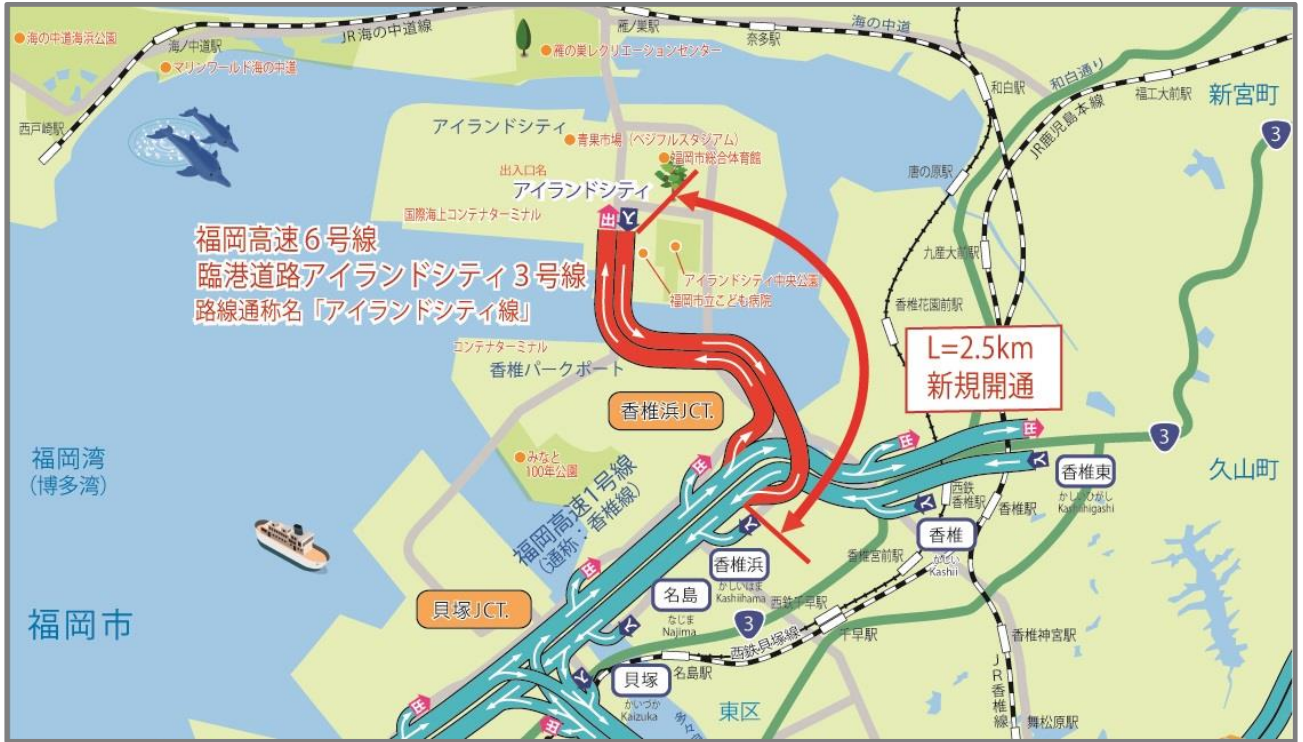 海の中道海浜公園
海ノ中道駅
JR海の中道線
マリンワールド海の中道
西戸崎駅
雁ノ巣駅
雁の巣レクリエーションセンター
奈多駅
海の中道
和白駅
和白通り
JR鹿児島本線
福工大前駅
新宮町
3
アイランドシティ
青果市場（ベジフルスタジアム）
福岡市総合体育館
出入口名
アイランドシティ
国際海上コンテナターミナル
出
入
唐の原駅
福岡高速6号線
臨港道路アイランドシティ3号線
路線通称名「アイランドシティ線」
アイランドシティ中央公園
福岡市立こども病院
九産大前駅
香椎花園前駅
L=2.5km
新規開通
コンテナターミナル
香椎パークポート
香椎浜JCT.
みなと
100年公園
福岡湾
(博多湾)
福岡高速1号線
(通称：香椎線)
出
出
出
入
3
久山町
香椎東
かしいひがし
Kashiihigashi
西鉄
香椎駅
香椎駅
入
香椎
かしい
Kashii
香椎宮前駅
入
香椎浜
かしいはま
Kashiihama
西鉄千早駅
出
貝塚JCT.
名島
なじま
Najima
入
3
西鉄貝塚線
千早駅
香椎神宮駅
福岡市
名島駅
入
貝塚
かいづか
Kaizuka
東区
JR香椎線
舞松原駅
出
出